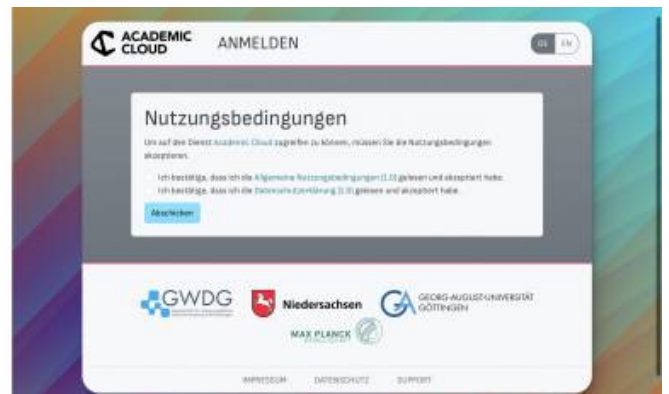 ACADEMIC
CLOUD
ANMELDEN
DE EN
Nutzungsbedingungen
Um auf den Dienst Academic Cloud zugreifen zu können, müssen Sie die Nutzungsbedingungen
akzeptieren.
Ich bestätige, dass ich die Allgemeine Nutzungsbedingungen (1.0) gelesen und akzeptiert habe.
Ich bestätige, dass ich die Datenschutzerklärung (1.0) gelesen und akzeptiert habe.
Abschicken
GWDG
Niedersachsen
GEORG-AUGUST-UNIVERSITÄT
GÖTTINGEN
MAX PLANCK
GESELLSCHAFT
IMPRESSUM DATENSCHUTZ SUPPORT